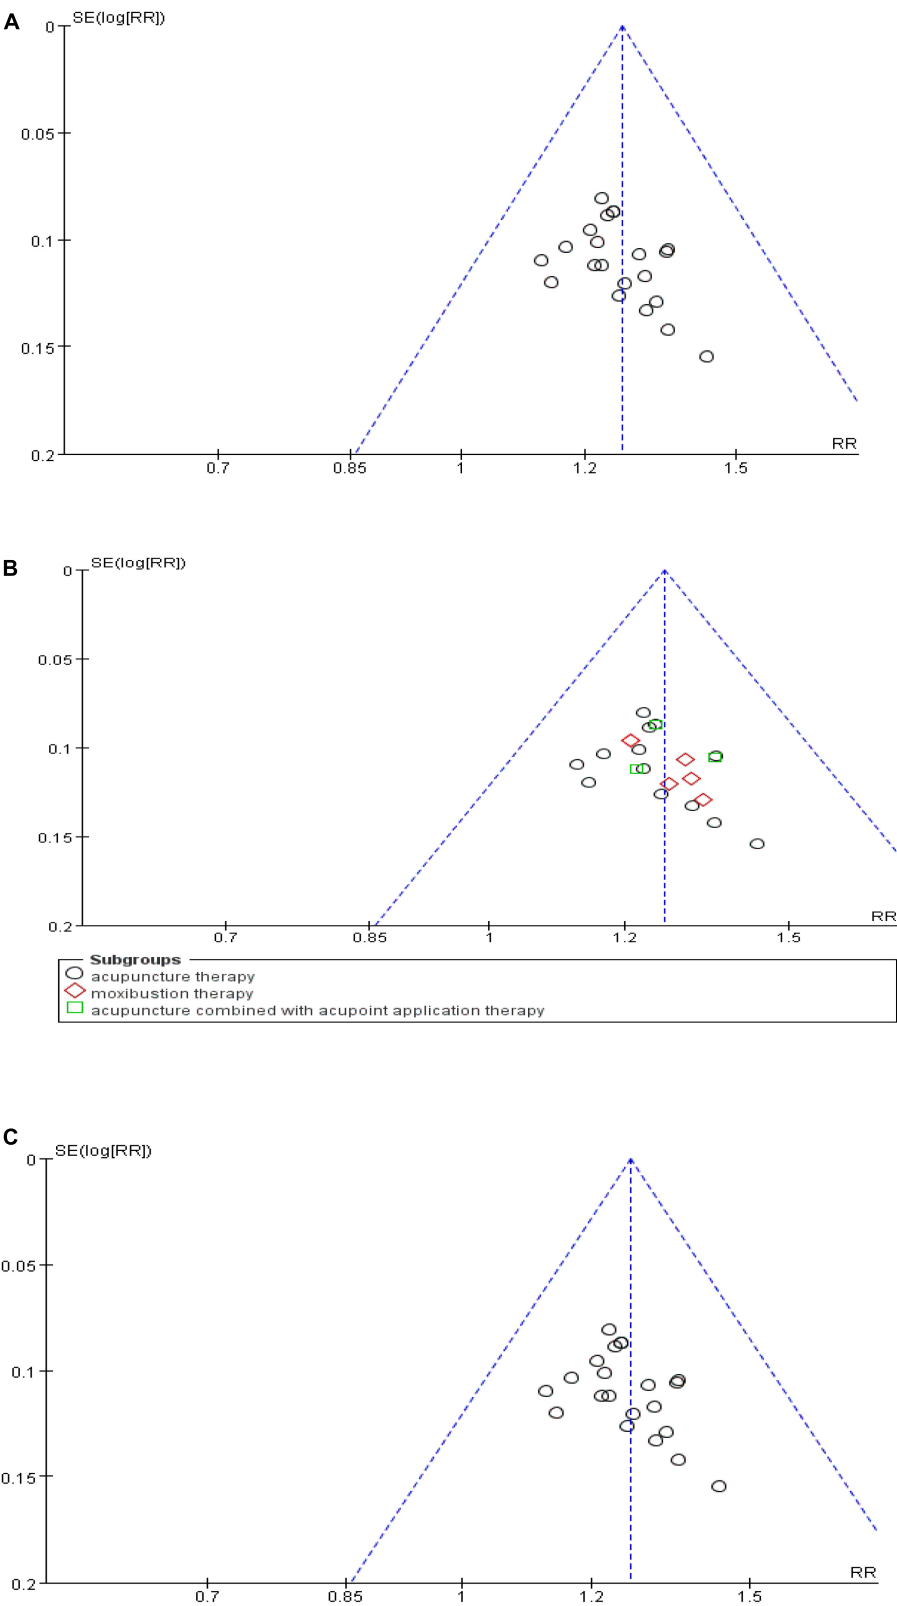 A
SE(log[RR])
0
0.05
0.1
0.15
0.2
RR
0.7 0.85 1 1.2 1.5
B
SE(log[RR])
0
0.05
0.1
0.15
0.2
RR
0.7 0.85 1 1.2 1.5
Subgroups
acupuncture therapy
moxibustion therapy
acupuncture combined with acupoint application therapy
C
SE(log[RR])
0
0.05
0.1
0.15
0.2
RR
0.7 0.85 1 1.2 1.5